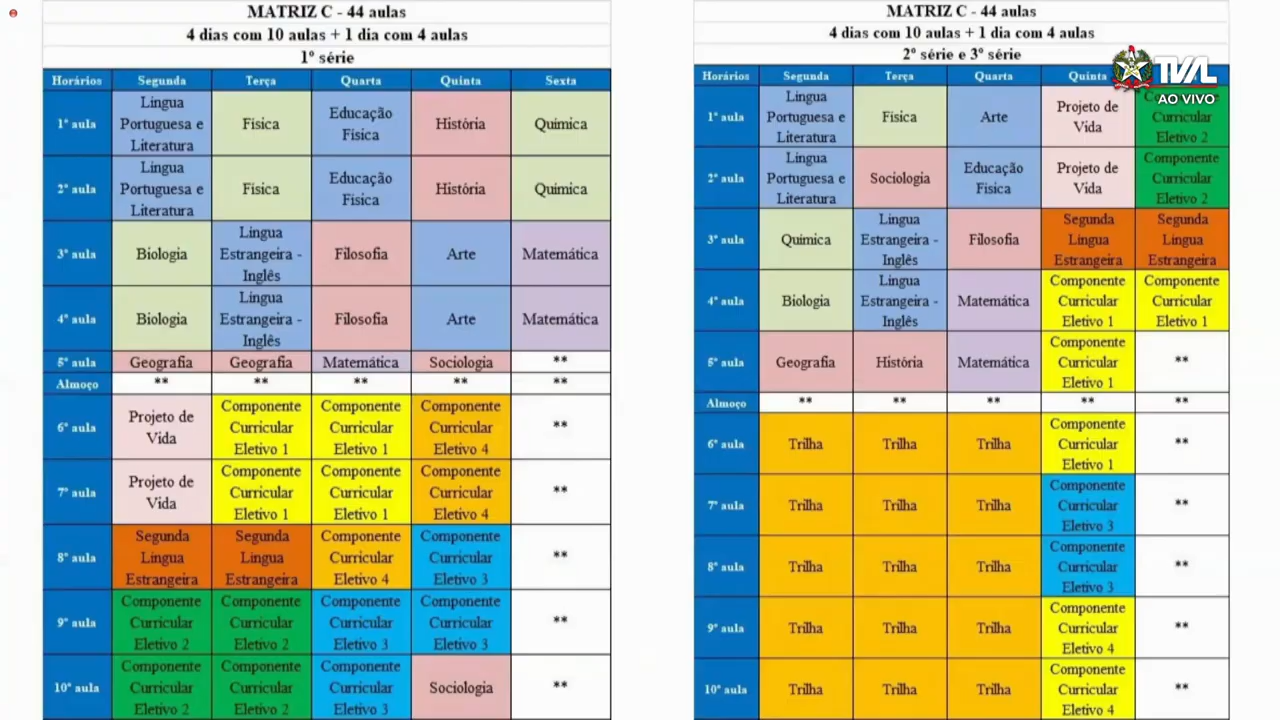 MATRIZ C - 44 aulas
4 dias com 10 aulas + 1 dia com 4 aulas
1º série
Horários Segunda Terça Quarta Quinta Sexta
1ª aula Língua Portuguesa e Literatura Física Educação Física História Química
2ª aula Língua Portuguesa e Literatura Física Educação Física História Química
3ª aula Biologia Língua Estrangeira - Inglês Filosofia Arte Matemática
4ª aula Biologia Língua Estrangeira - Inglês Filosofia Arte Matemática
5ª aula Geografia Geografia Matemática Sociologia **
Almoço ** ** ** ** **
6ª aula Projeto de Vida Componente Curricular Eletivo 1 Componente Curricular Eletivo 1 Componente Curricular Eletivo 4 **
7ª aula Projeto de Vida Componente Curricular Eletivo 1 Componente Curricular Eletivo 1 Componente Curricular Eletivo 4 **
8ª aula Segunda Língua Estrangeira Segunda Língua Estrangeira Componente Curricular Eletivo 4 Componente Curricular Eletivo 3 **
9ª aula Componente Curricular Eletivo 2 Componente Curricular Eletivo 2 Componente Curricular Eletivo 3 Componente Curricular Eletivo 3 **
10ª aula Componente Curricular Eletivo 2 Componente Curricular Eletivo 2 Componente Curricular Eletivo 3 Sociologia **
MATRIZ C - 44 aulas
4 dias com 10 aulas + 1 dia com 4 aulas
2º série e 3º série
Horários Segunda Terça Quarta Quinta
TVAL
AO VIVO
1ª aula Língua Portuguesa e Literatura Física Arte Projeto de Vida Curricular Eletivo 2
2ª aula Língua Portuguesa e Literatura Sociologia Educação Física Projeto de Vida Componente Curricular Eletivo 2
3ª aula Química Língua Estrangeira - Inglês Filosofia Segunda Língua Estrangeira Segunda Língua Estrangeira
4ª aula Biologia Língua Estrangeira - Inglês Matemática Componente Curricular Eletivo 1 Componente Curricular Eletivo 1
5ª aula Geografia História Matemática Componente Curricular Eletivo 1 **
Almoço ** ** ** ** **
6ª aula Trilha Trilha Trilha Componente Curricular Eletivo 1 **
7ª aula Trilha Trilha Trilha Componente Curricular Eletivo 3 **
8ª aula Trilha Trilha Trilha Componente Curricular Eletivo 3 **
9ª aula Trilha Trilha Trilha Componente Curricular Eletivo 4 **
10ª aula Trilha Trilha Trilha Componente Curricular Eletivo 4 **